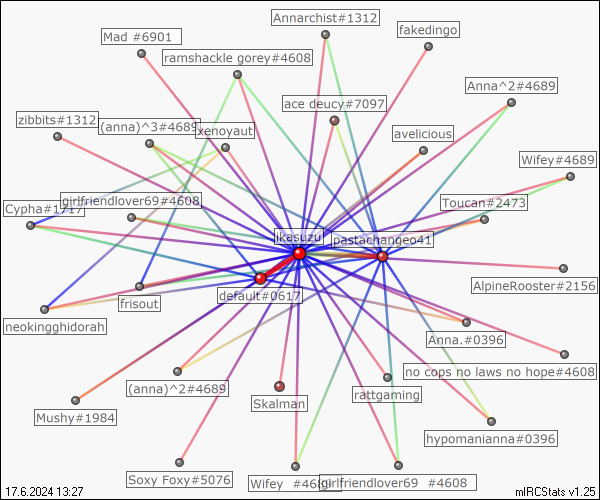 Annarchist#1312
fakedingo
Mad #6901
ramshackle gorey#4608
Anna^2#4689
ace deucy#7097
zibbits#1312
(anna)^3#4689
xenoyaut
avelicious
Wifey#4689
girlfriendlover69#4608
Toucan#2473
Cypha#1717
ikasuzu
pastachangeo41
AlpineRooster#2156
default#0617
frisout
neokingghidorah
Anna.#0396
no cops no laws no hope#4608
(anna)^2#4689
rattgaming
Skalman
Mushy#1984
hypomanianna#0396
Soxy Foxy#5076
Wifey #4689
girlfriendlover69 #4608
17.6.2024 13:27
mIRCStats v1.25